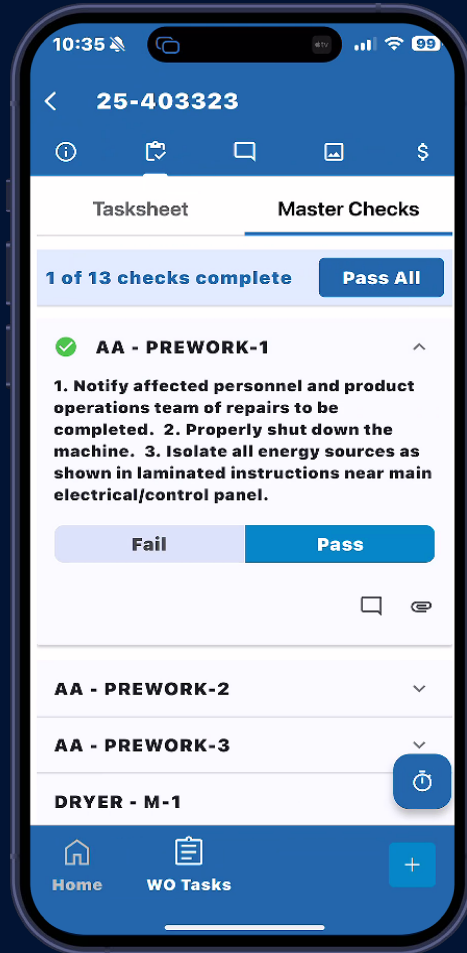 10:35
tv
99
25-403323
$
Tasksheet Master Checks
1 of 13 checks complete Pass All
AA - PREWORK-1
1. Notify affected personnel and product
operations team of repairs to be
completed. 2. Properly shut down the
machine. 3. Isolate all energy sources as
shown in laminated instructions near main
electrical/control panel.
Fail Pass
AA - PREWORK-2
AA - PREWORK-3
DRYER - M-1
Home WO Tasks